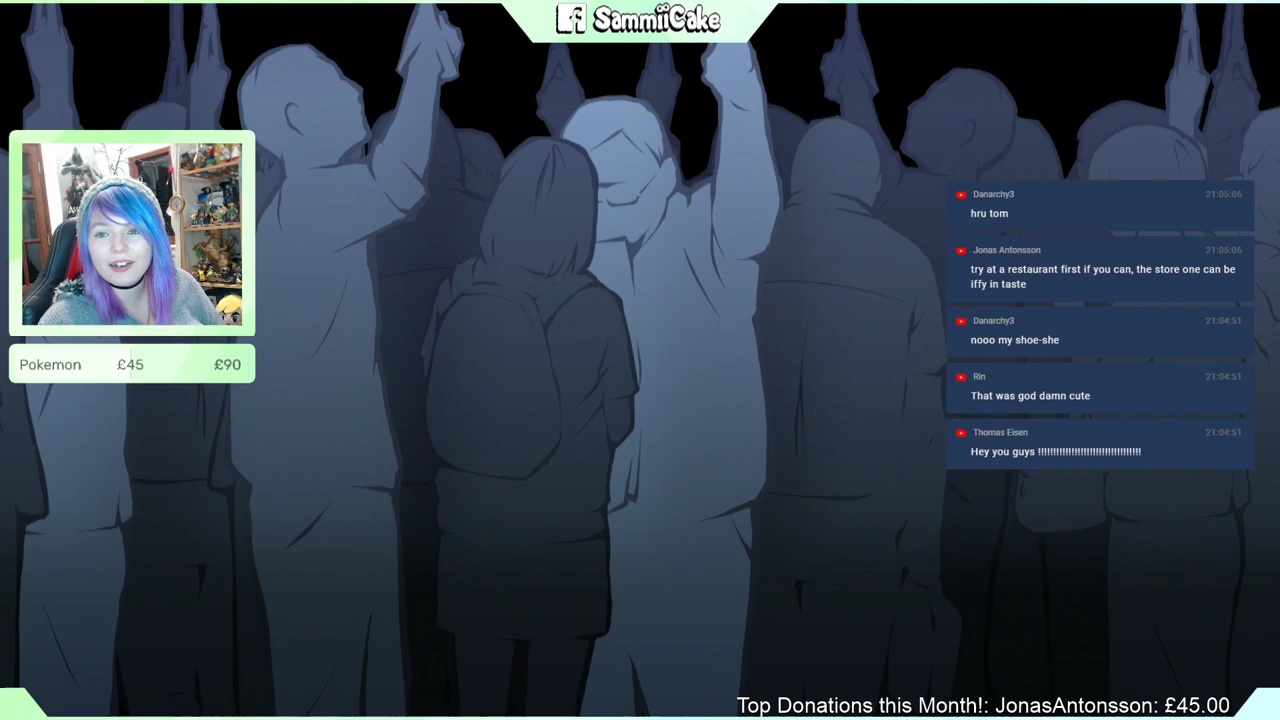 SammiiCake
Danarchy3 21:05:06
hru tom
Jonas Antonsson 21:05:06
try at a restaurant first if you can, the store one can be
iffy in taste
Danarchy3 21:04:51
nooo my shoe-she
Rin 21:04:51
That was god damn cute
Thomas Eisen 21:04:51
Hey you guys !!!!!!!!!!!!!!!!!!!!!!!!!!!!!!!!!!
Pokemon £45 £90
Top Donations this Month!: JonasAntonsson: £45.00